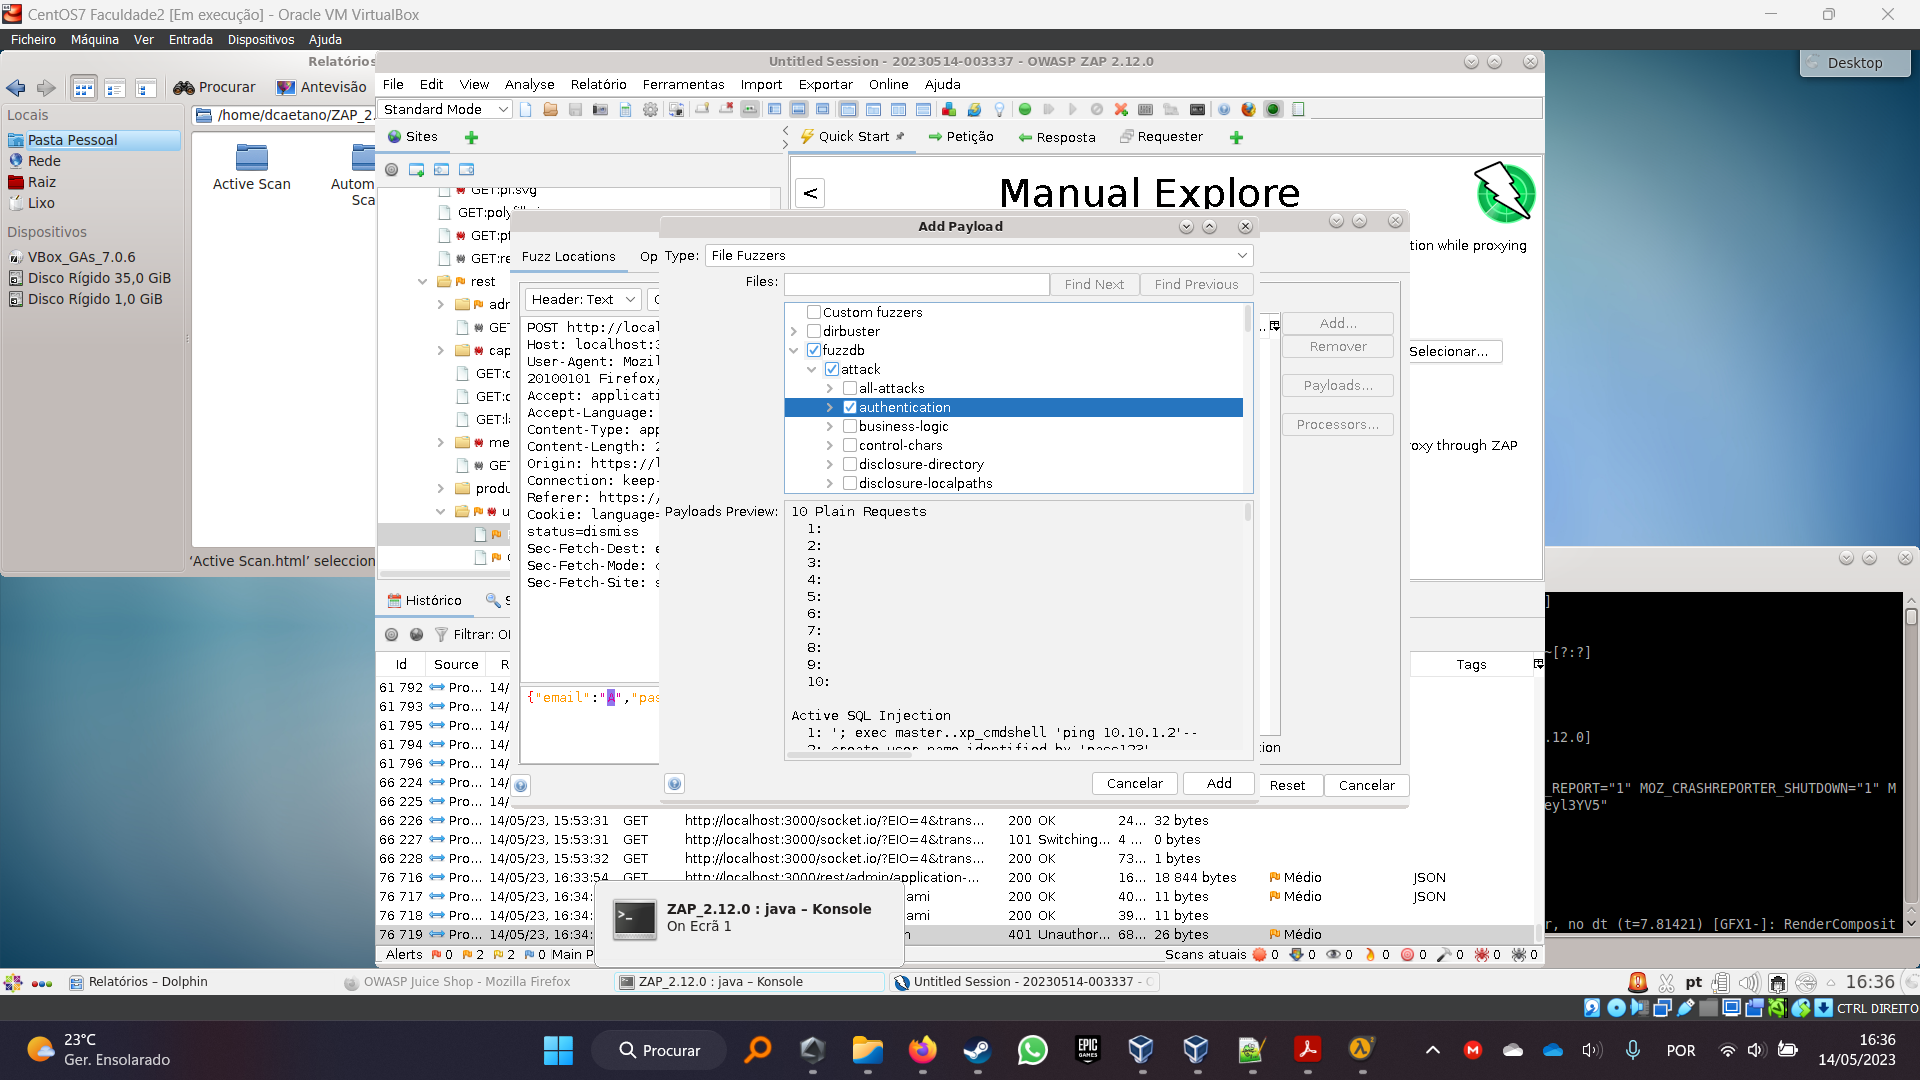 CentOS7 Faculdade2 [Em execução] - Oracle VM VirtualBox
Ficheiro Máquina Ver Entrada Dispositivos Ajuda
Relatórios
Procurar Antevisão
Locais
/home/dcaetano/ZAP_2.
Pasta Pessoal
Rede
Raiz
Lixo
Dispositivos
VBox_GAs_7.0.6
Disco Rígido 35,0 GiB
Disco Rígido 1,0 GiB
Active Scan
Autom
Sca
'Active Scan.html' seleccion
Untitled Session - 20230514-003337 - OWASP ZAP 2.12.0
File Edit View Analyse Relatório Ferramentas Import Exportar Online Ajuda
Standard Mode
Sites
Quick Start Petição Resposta Requester
GET:pl.svg
GET:polyfill
GET:pt
GET:re
rest
adr
GE
cap
GET:c
GET:c
GET:la
me
GE
produ
u
<
Manual Explore
tion while proxying
Selecionar...
oxy through ZAP
Desktop
Fuzz Locations Op
Header: Text
POST http://local
Host: localhost:3
User-Agent: Mozil
20100101 Firefox/
Accept: applicati
Accept-Language:
Content-Type: app
Content-Length: 2
Origin: https://l
Connection: keep-
Referer: https://
Cookie: language=
status=dismiss
Sec-Fetch-Dest: e
Sec-Fetch-Mode: c
Sec-Fetch-Site: s
{"email":"A","pas
Add...
Remover
Payloads...
Processors...
tion
Reset Cancelar
Add Payload
Type: File Fuzzers
Files: Find Next Find Previous
Custom fuzzers
dirbuster
fuzzdb
attack
all-attacks
authentication
business-logic
control-chars
disclosure-directory
disclosure-localpaths
Payloads Preview: 10 Plain Requests
1:
2:
3:
4:
5:
6:
7:
8:
9:
10:
Active SQL Injection
1: '; exec master..xp_cmdshell 'ping 10.10.1.2'--
2: create user name identified by 'pass123'
Cancelar Add
Histórico S
Filtrar: O
Id Source R Tags
61 792 Pro... 14/
61 793 Pro... 14/
61 795 Pro... 14/
61 794 Pro... 14/
61 796 Pro... 14/
66 224 Pro... 14/
66 225 Pro... 14/
66 226 Pro... 14/05/23, 15:53:31 GET http://localhost:3000/socket.io/?EIO=4&trans... 200 OK 24... 32 bytes
66 227 Pro... 14/05/23, 15:53:31 GET http://localhost:3000/socket.io/?EIO=4&trans... 101 Switching... 4 ... 0 bytes
66 228 Pro... 14/05/23, 15:53:32 GET http://localhost:3000/socket.io/?EIO=4&trans... 200 OK 73... 1 bytes
76 716 Pro... 14/05/23, 16:33:54 GET http://localhost:3000/rest/admin/application-... 200 OK 16... 18 844 bytes Médio JSON
76 717 Pro... 14/05/23, 16:34: ami 200 OK 40... 11 bytes Médio JSON
76 718 Pro... 14/05/23, 16:34: ami 200 OK 39... 11 bytes
76 719 Pro... 14/05/23, 16:34: n 401 Unauthor... 68... 26 bytes Médio
Alerts 0 2 2 0 Main P Scans atuais 0 0 0 0 0 0 0 0
ZAP_2.12.0 : java – Konsole
On Ecrã 1
]
~[?:?]
.12.0]
_REPORT="1" MOZ_CRASHREPORTER_SHUTDOWN="1" M
eyl3YV5"
r, no dt (t=7.81421) [GFX1-]: RenderComposit
Relatórios – Dolphin OWASP Juice Shop - Mozilla Firefox ZAP_2.12.0 : java – Konsole Untitled Session - 20230514-003337 - O pt 16:36
CTRL DIREITO
23°C
Ger. Ensolarado
Procurar
EPIC GAMES
POR
16:36
14/05/2023